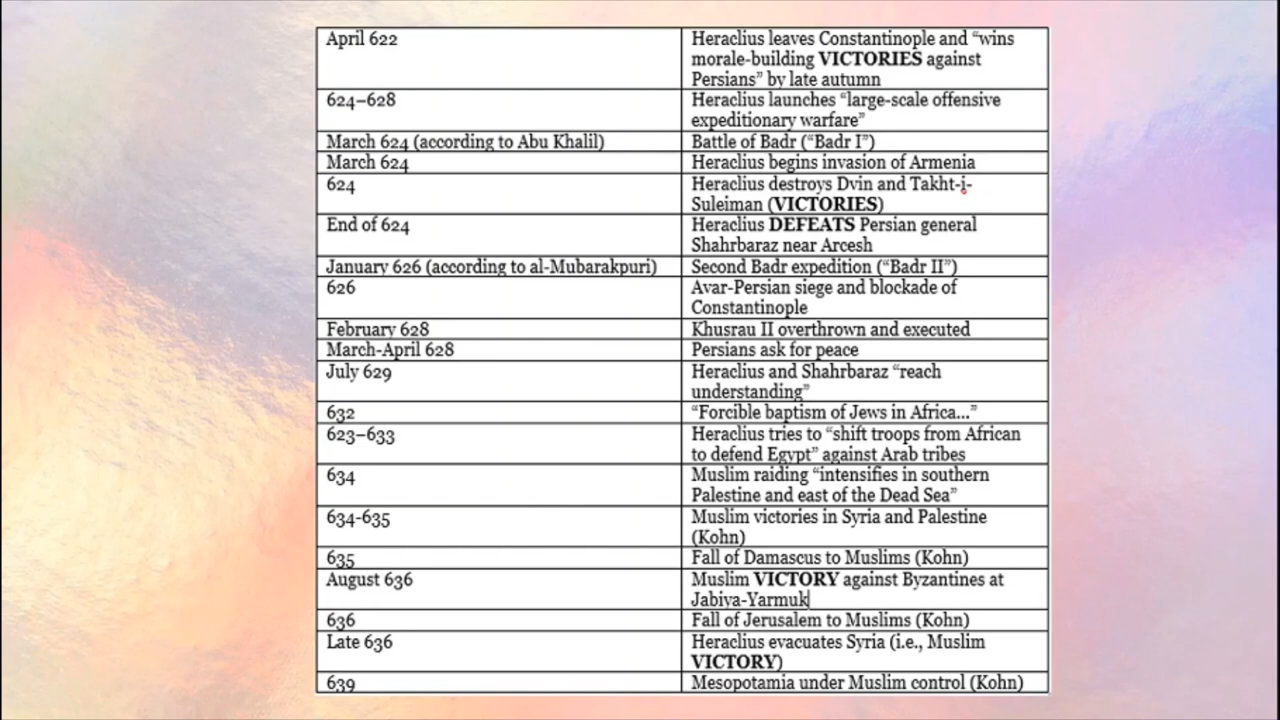 April 622
Heraclius leaves Constantinople and “wins
morale-building VICTORIES against
Persians” by late autumn
624–628
Heraclius launches “large-scale offensive
expeditionary warfare”
March 624 (according to Abu Khalil)
Battle of Badr (“Badr I”)
March 624
Heraclius begins invasion of Armenia
624
Heraclius destroys Dvin and Takht-i-
Suleiman (VICTORIES)
End of 624
Heraclius DEFEATS Persian general
Shahrbaraz near Arcesh
January 626 (according to al-Mubarakpuri)
Second Badr expedition (“Badr II”)
626
Avar-Persian siege and blockade of
Constantinople
February 628
Khusrau II overthrown and executed
March-April 628
Persians ask for peace
July 629
Heraclius and Shahrbaraz “reach
understanding”
632
“Forcible baptism of Jews in Africa...”
623–633
Heraclius tries to “shift troops from African
to defend Egypt” against Arab tribes
634
Muslim raiding “intensifies in southern
Palestine and east of the Dead Sea”
634-635
Muslim victories in Syria and Palestine
(Kohn)
635
Fall of Damascus to Muslims (Kohn)
August 636
Muslim VICTORY against Byzantines at
Jabiya-Yarmuk
636
Fall of Jerusalem to Muslims (Kohn)
Late 636
Heraclius evacuates Syria (i.e., Muslim
VICTORY)
639
Mesopotamia under Muslim control (Kohn)